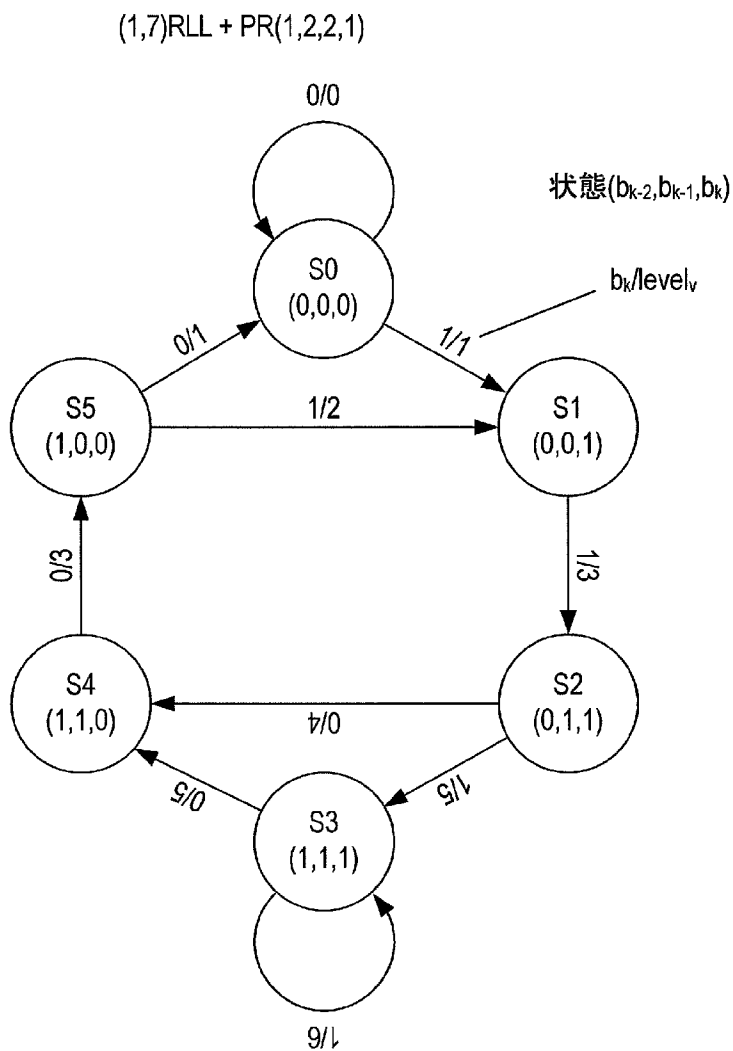 (1,7)RLL + PR(1,2,2,1)
0/0
状態(bk-2,bk-1,bk)
S0
(0,0,0)
bk/levelv
0/1
1/1
S5
(1,0,0)
1/2
S1
(0,0,1)
0/3
1/3
S4
(1,1,0)
0/4
S2
(0,1,1)
0/5
1/5
S3
(1,1,1)
1/6